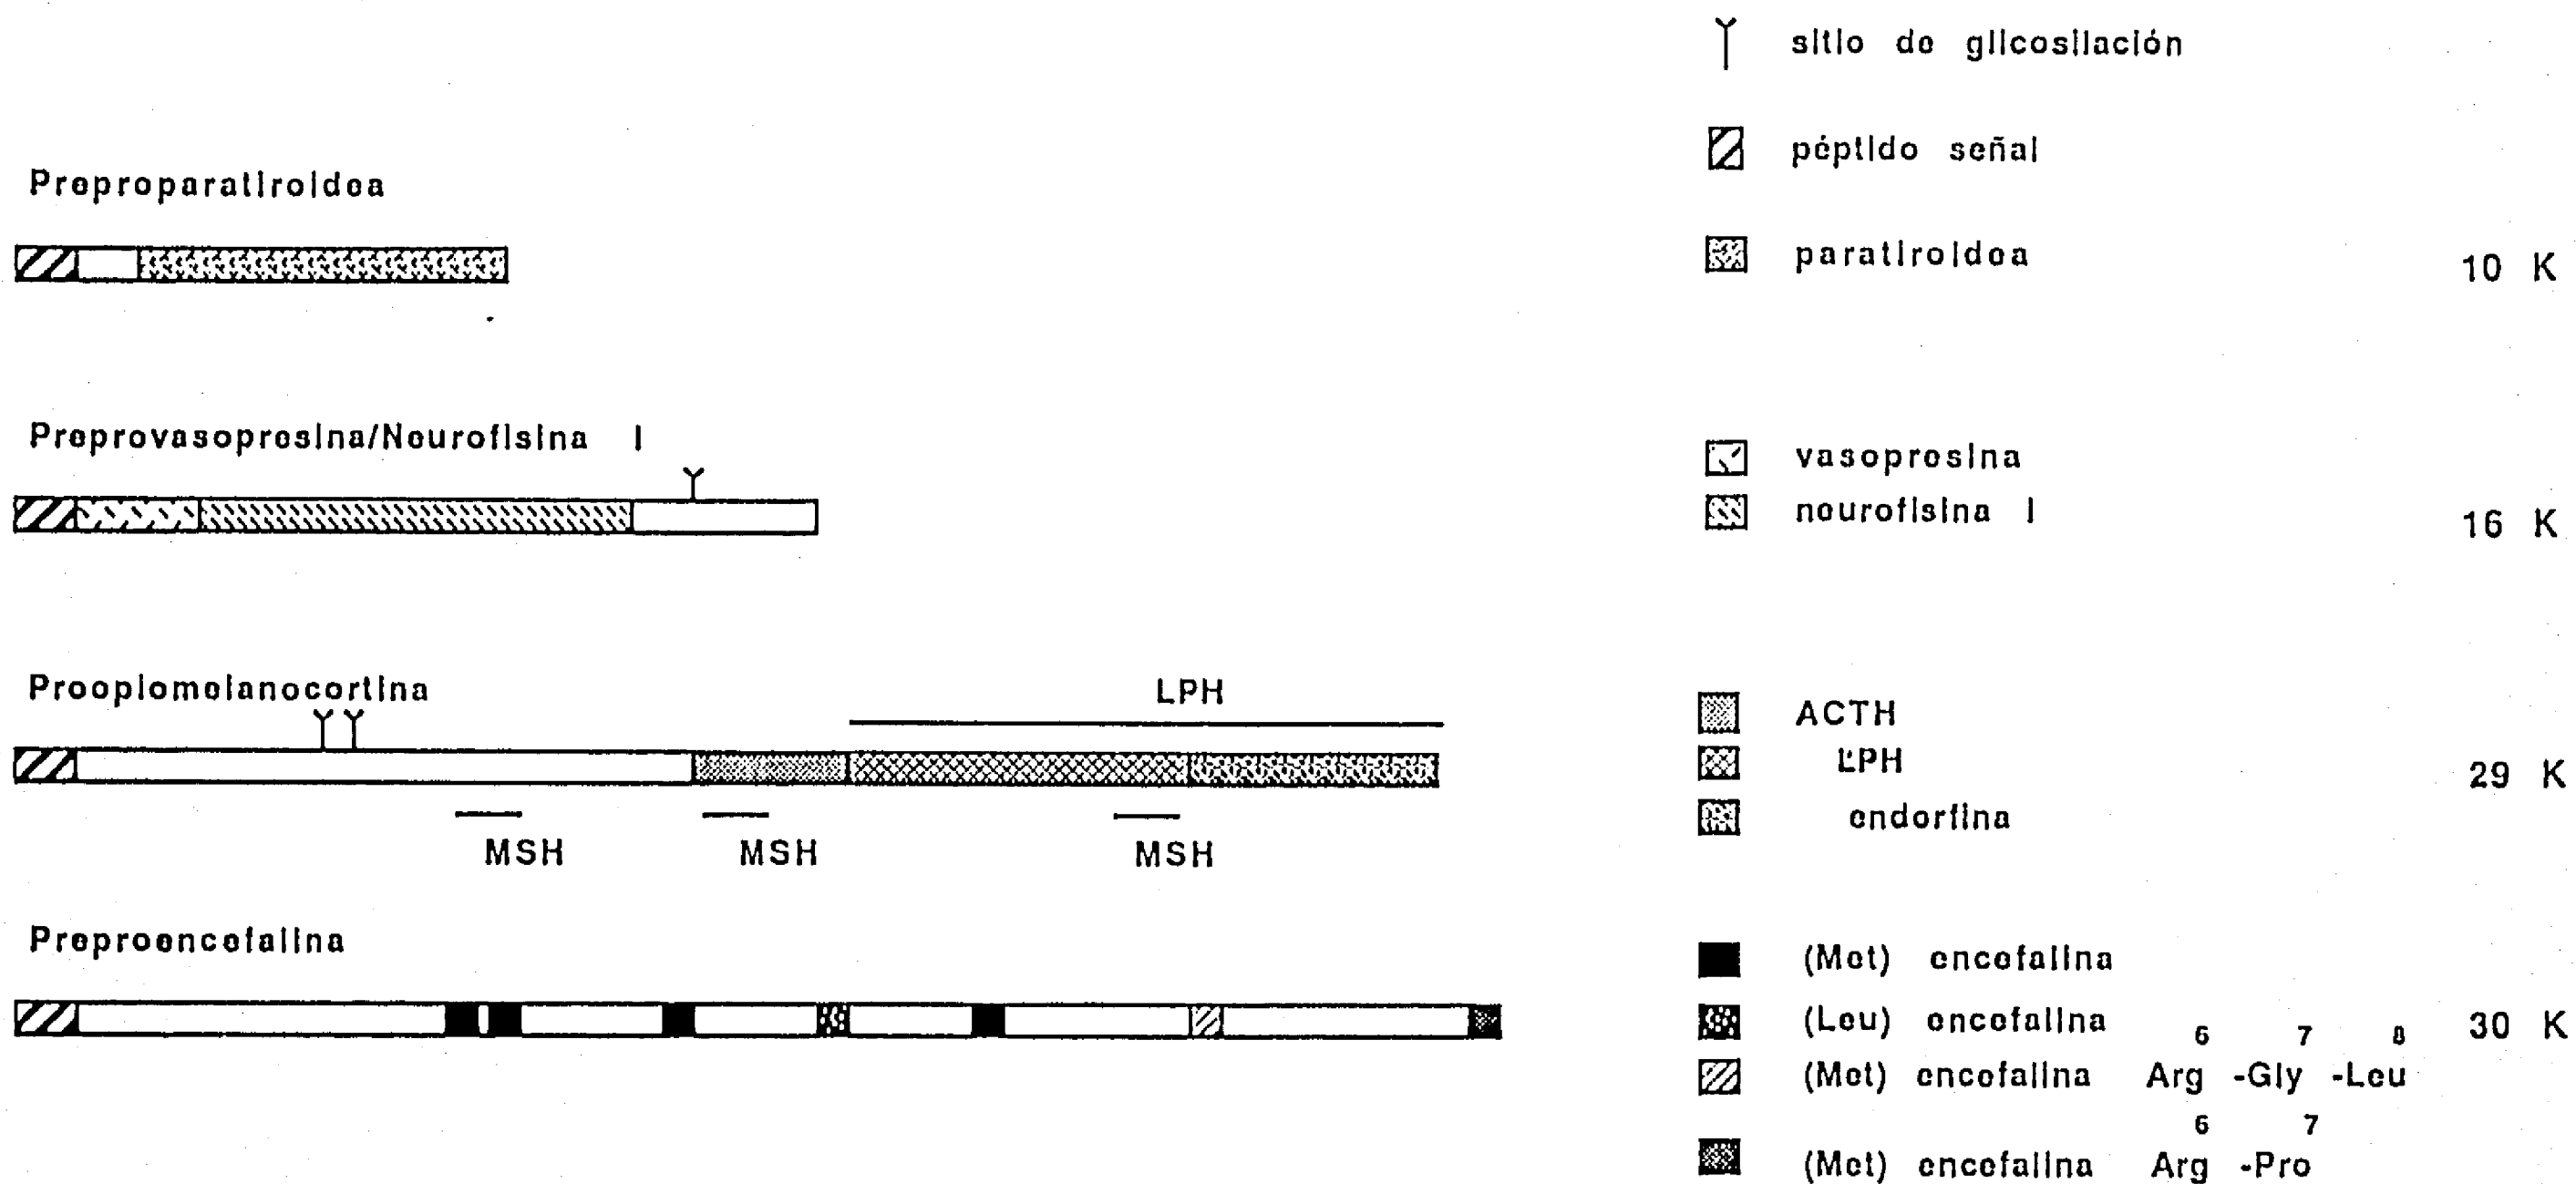 sitio de glicosilación
péptido señal
Preproparatiroidea
paratiroidea
10 K
Preprovasopresina/Neurofisina I
vasopresina
neurofisina I
16 K
Proopiomelanocortina
LPH
ACTH
LPH
29 K
endorfina
MSH MSH MSH
Preproencefalina
(Met) encefalina
(Leu) encefalina
30 K
6 7 8
(Met) encefalina Arg -Gly -Leu
6 7
(Met) encefalina Arg -Pro